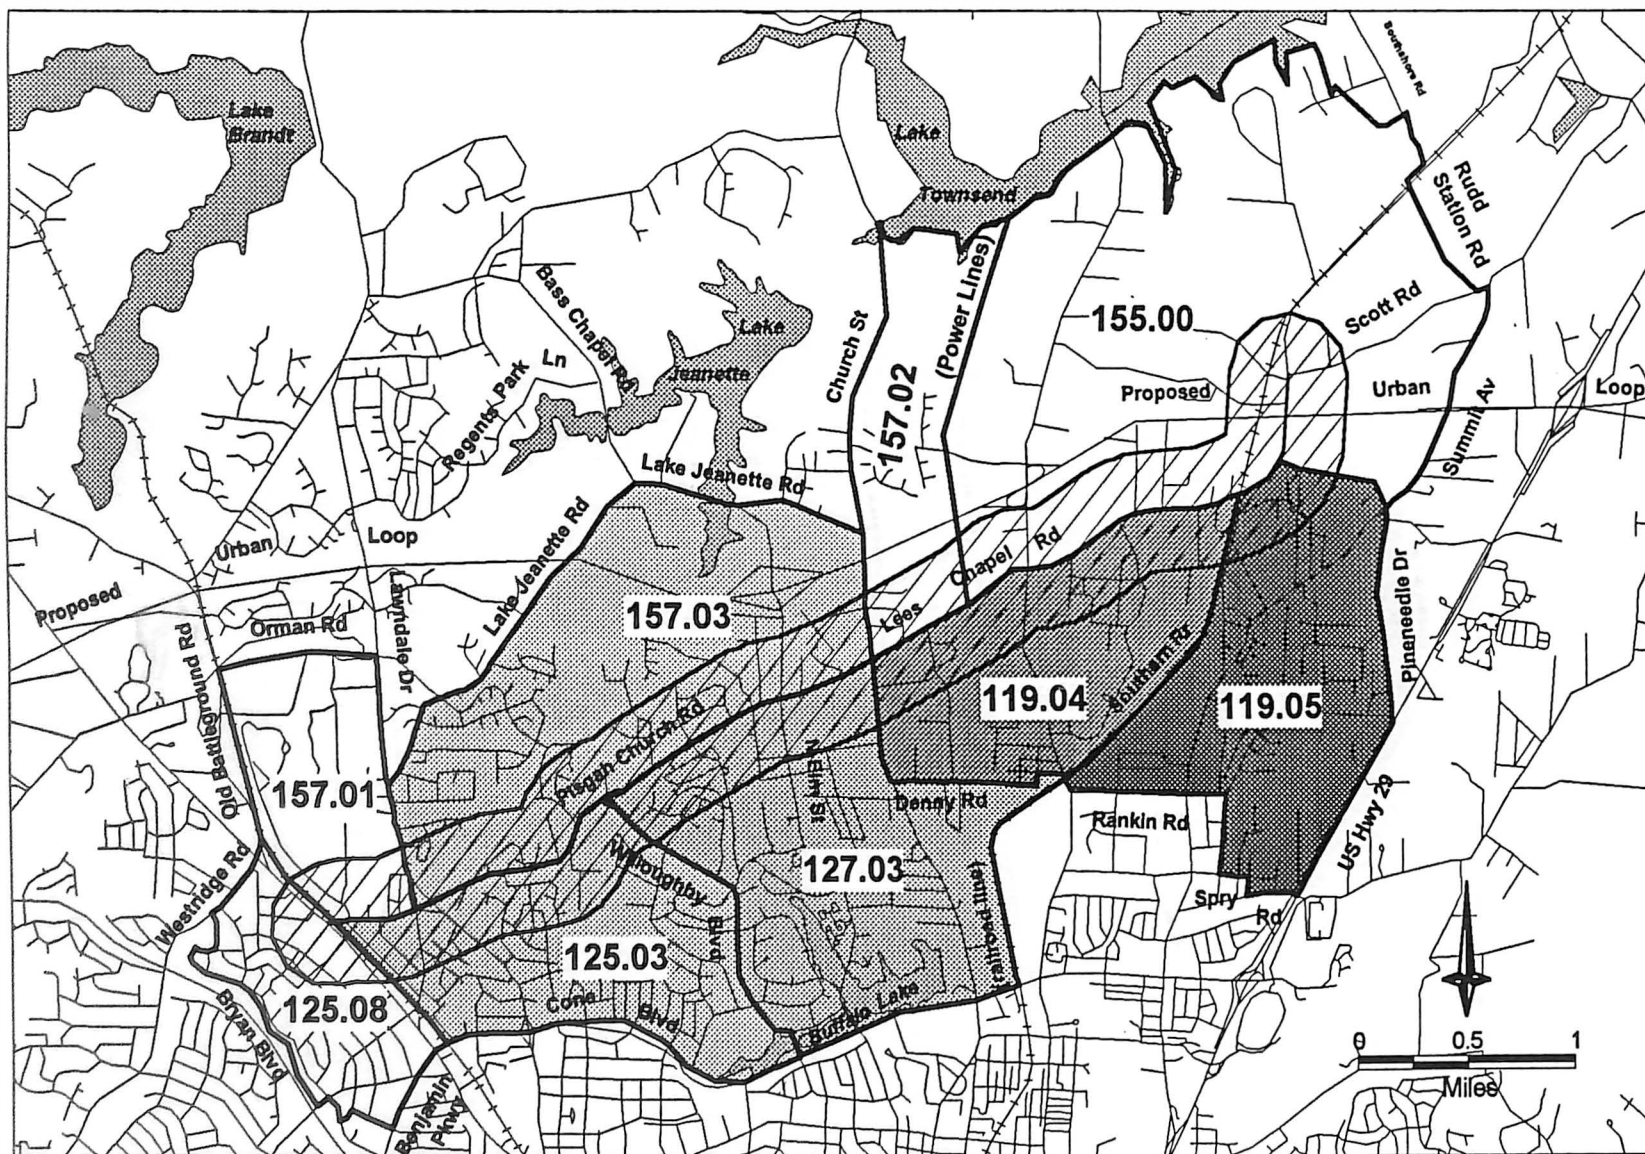 Southshore Rd
Lake
Brandt
Lake
Townsend
Rudd
Station Rd
Bass Chapel Rd
Church St
(Power Lines)
155.00
Scott Rd
Lake
Jeanette
Regents Park
Ln
157.02
Proposed
Urban
Loop
Summit Av
Lake Jeanette Rd
Urban
Loop
Lake Jeanette Rd
Chapel
Rd
Pineneedle Dr
Proposed
Orman Rd
Lawndale Dr
157.03
Lees
Old Battleground Rd
119.04
119.05
Pisgah Church Rd
N Elm St
157.01
Denny Rd
Rankin Rd
US Hwy 29
Westridge Rd
Willoughby
Blvd
127.03
Spry
Rd
(railroad line)
125.03
125.08
Cone
Blvd
Buffalo Lake
Bryan Blvd
Benjamin
Pkwy
0
0.5
1
Miles